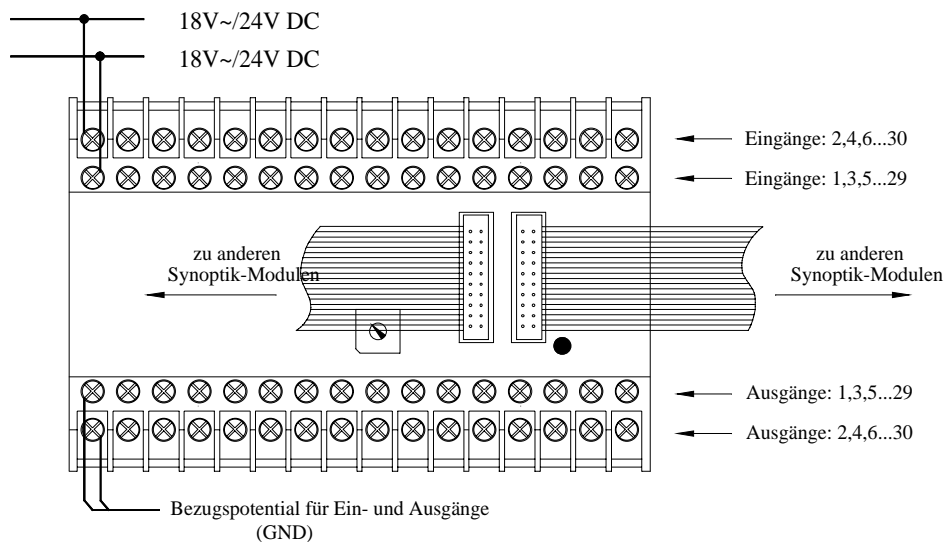 18V~/24V DC
18V~/24V DC
Eingänge: 2,4,6...30
Eingänge: 1,3,5...29
zu anderen
Synoptik-Modulen
zu anderen
Synoptik-Modulen
Ausgänge: 1,3,5...29
Ausgänge: 2,4,6...30
Bezugspotential für Ein- und Ausgänge
(GND)